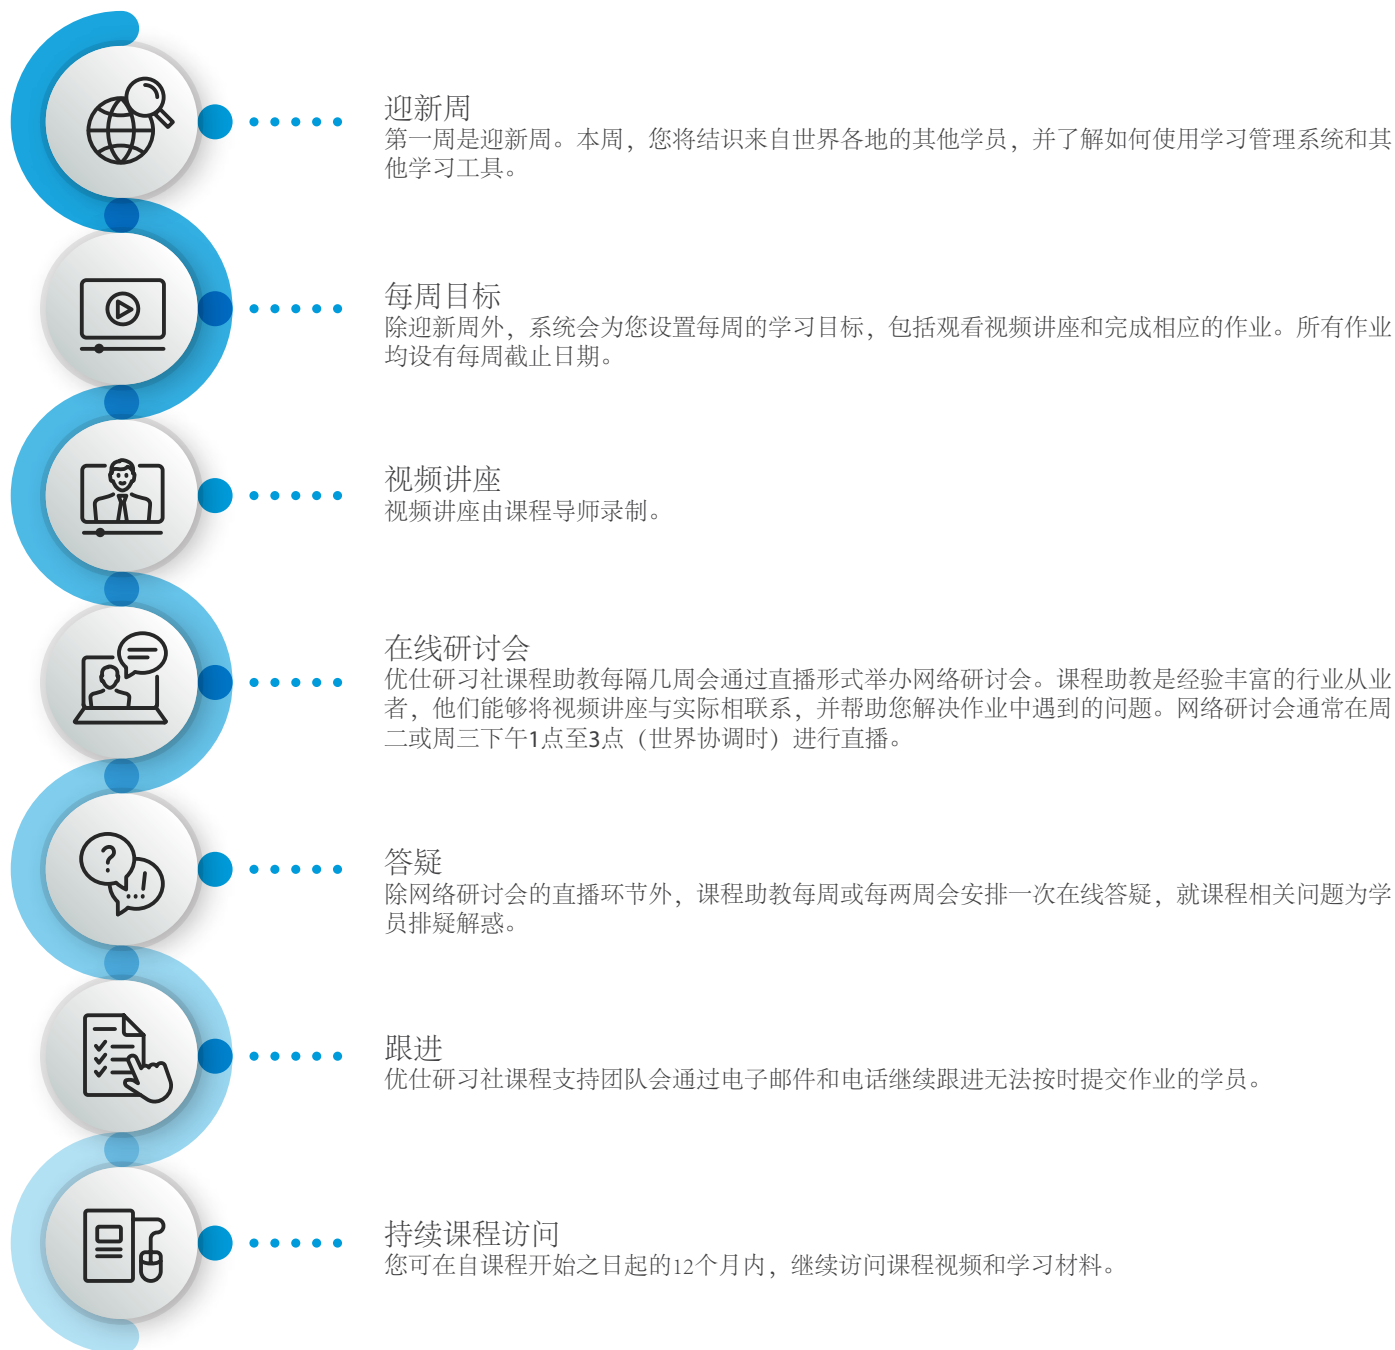 迎新周
第一周是迎新周。本周，您将结识来自世界各地的其他学员，并了解如何使用学习管理系统和其
他学习工具。
每周目标
除迎新周外，系统会为您设置每周的学习目标，包括观看视频讲座和完成相应的作业。所有作业
均设有每周截止日期。
视频讲座
视频讲座由课程导师录制。
在线研讨会
优仕研习社课程助教每隔几周会通过直播形式举办网络研讨会。课程助教是经验丰富的行业从业
者，他们能够将视频讲座与实际相联系，并帮助您解决作业中遇到的问题。网络研讨会通常在周
二或周三下午1点至3点（世界协调时）进行直播。
答疑
除网络研讨会的直播环节外，课程助教每周或每两周会安排一次在线答疑，就课程相关问题为学
员排疑解惑。
跟进
优仕研习社课程支持团队会通过电子邮件和电话继续跟进无法按时提交作业的学员。
持续课程访问
您可在自课程开始之日起的12个月内，继续访问课程视频和学习材料。